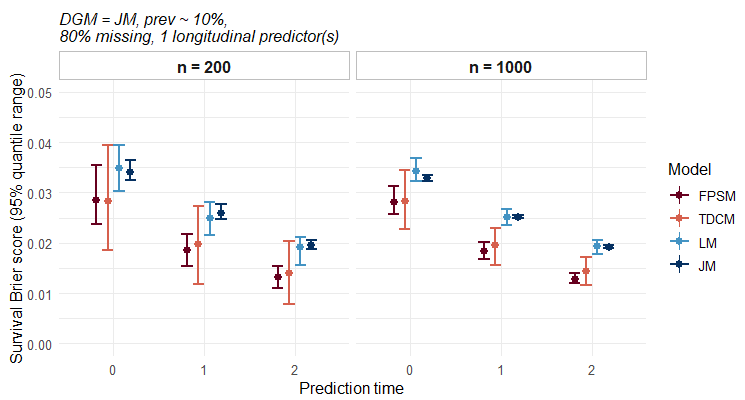 DGM = JM, prev ~ 10%,
80% missing, 1 longitudinal predictor(s)
n = 200
n = 1000
Survival Brier score (95% quantile range)
0.05
0.04
0.03
0.02
0.01
0.00
0 1 2
0 1 2
Prediction time
Model
FPSM
TDCM
LM
JM